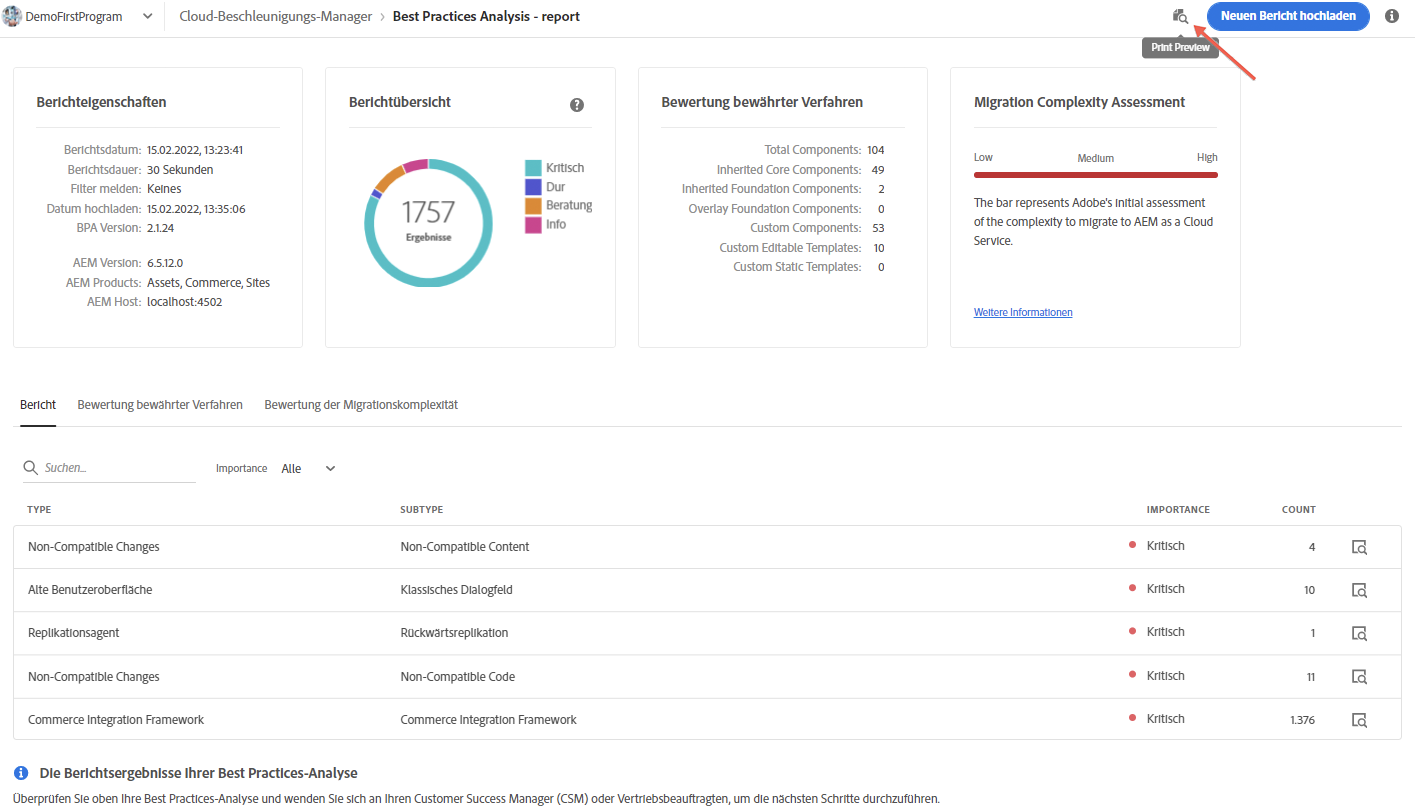 DemoFirstProgram
Cloud-Beschleunigungs-Manager › Best Practices Analysis - report
Neuen Bericht hochladen
Print Preview
Berichteigenschaften
Berichtsdatum: 15.02.2022, 13:23:41
Berichtsdauer: 30 Sekunden
Filter melden: Keines
Datum hochladen: 15.02.2022, 13:35:06
BPA Version: 2.1.24
AEM Version: 6.5.12.0
AEM Products: Assets, Commerce, Sites
AEM Host: localhost:4502
Berichtübersicht
?
1757
Ergebnisse
Kritisch
Dur
Beratung
Info
Bewertung bewährter Verfahren
Total Components: 104
Inherited Core Components: 49
Inherited Foundation Components: 2
Overlay Foundation Components: 0
Custom Components: 53
Custom Editable Templates: 10
Custom Static Templates: 0
Migration Complexity Assessment
Low Medium High
The bar represents Adobe's initial assessment
of the complexity to migrate to AEM as a Cloud
Service.
Weitere Informationen
Bericht Bewertung bewährter Verfahren Bewertung der Migrationskomplexität
Suchen... Importance Alle
TYPE SUBTYPE IMPORTANCE COUNT
Non-Compatible Changes Non-Compatible Content Kritisch 4
Alte Benutzeroberfläche Klassisches Dialogfeld Kritisch 10
Replikationsagent Rückwärtsreplikation Kritisch 1
Non-Compatible Changes Non-Compatible Code Kritisch 11
Commerce Integration Framework Commerce Integration Framework Kritisch 1.376
Die Berichtsergebnisse Ihrer Best Practices-Analyse
Überprüfen Sie oben Ihre Best Practices-Analyse und wenden Sie sich an Ihren Customer Success Manager (CSM) oder Vertriebsbeauftragten, um die nächsten Schritte durchzuführen.